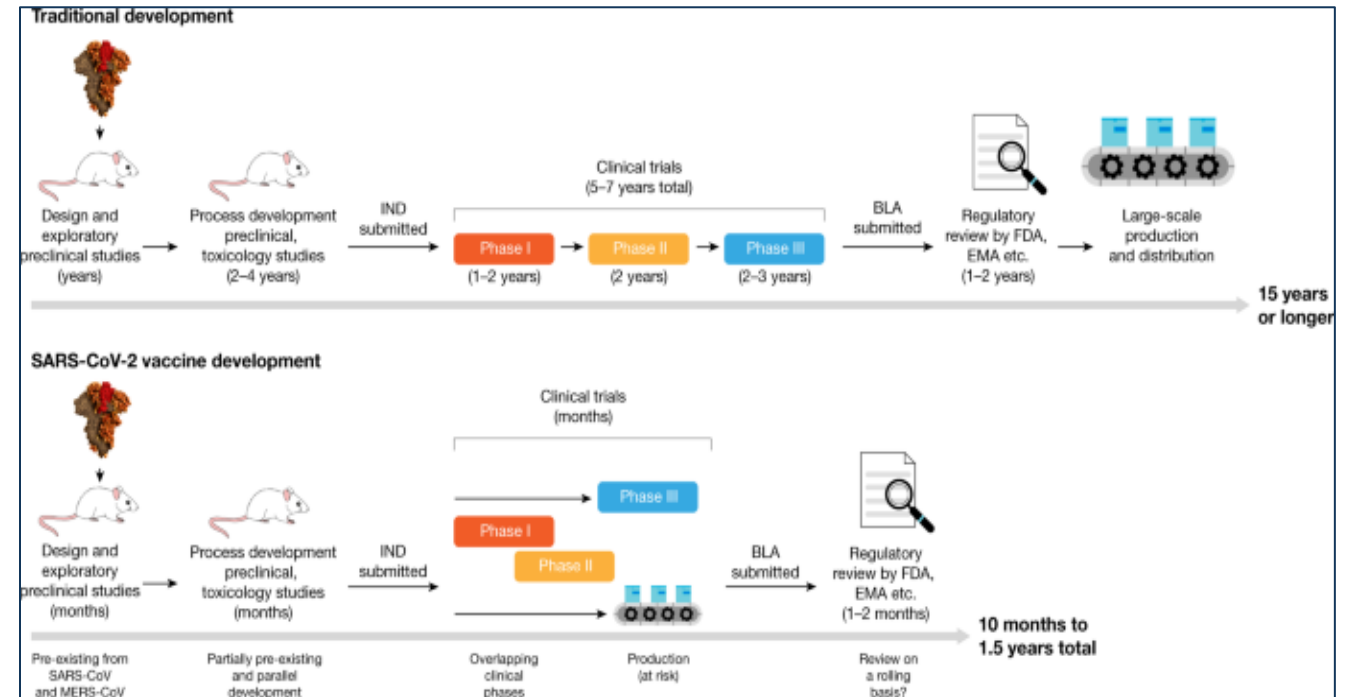 Traditional development
Clinical trials
(5–7 years total)
Design and
exploratory
preclinical studies
(years)
Process development
preclinical,
toxicology studies
(2–4 years)
IND
submitted
Phase I
(1–2 years)
Phase II
(2 years)
Phase III
(2–3 years)
BLA
submitted
Regulatory
review by FDA,
EMA etc.
(1–2 years)
Large-scale
production
and distribution
15 years
or longer
SARS-CoV-2 vaccine development
Clinical trials
(months)
Design and
exploratory
preclinical studies
(months)
Process development
preclinical,
toxicology studies
(months)
IND
submitted
Phase III
Phase I
Phase II
BLA
submitted
Regulatory
review by FDA,
EMA etc.
(1–2 months)
10 months to
1.5 years total
Pre-existing from
SARS-CoV
and MERS-CoV
Partially pre-existing
and parallel
development
Overlapping
clinical
phases
Production
(at risk)
Review on
a rolling
basis?